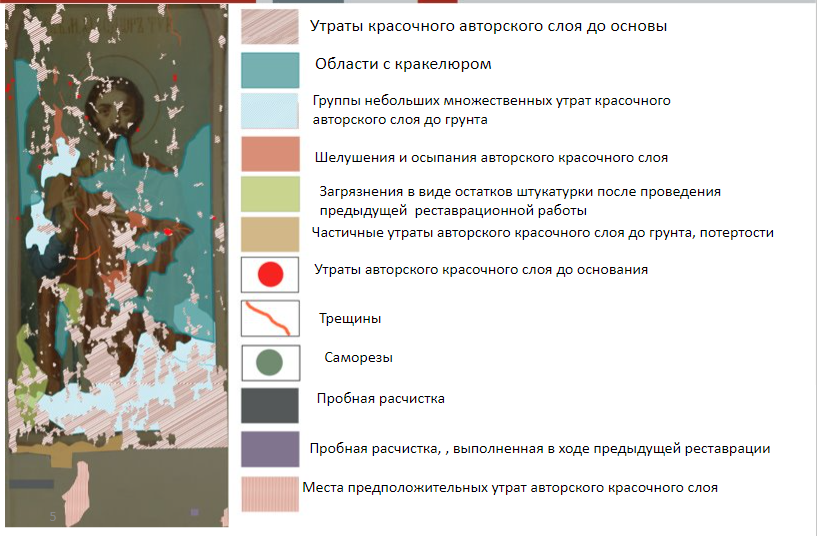 Утраты красочного авторского слоя до основы
Области с кракелюром
Группы небольших множественных утрат красочного
авторского слоя до грунта
Шелушения и осыпания авторского красочного слоя
Загрязнения в виде остатков штукатурки после проведения
предыдущей реставрационной работы
Частичные утраты авторского красочного слоя до грунта, потертости
Утраты авторского красочного слоя до основания
Трещины
Саморезы
Пробная расчистка
Пробная расчистка, , выполненная в ходе предыдущей реставрации
Места предположительных утрат авторского красочного слоя
5